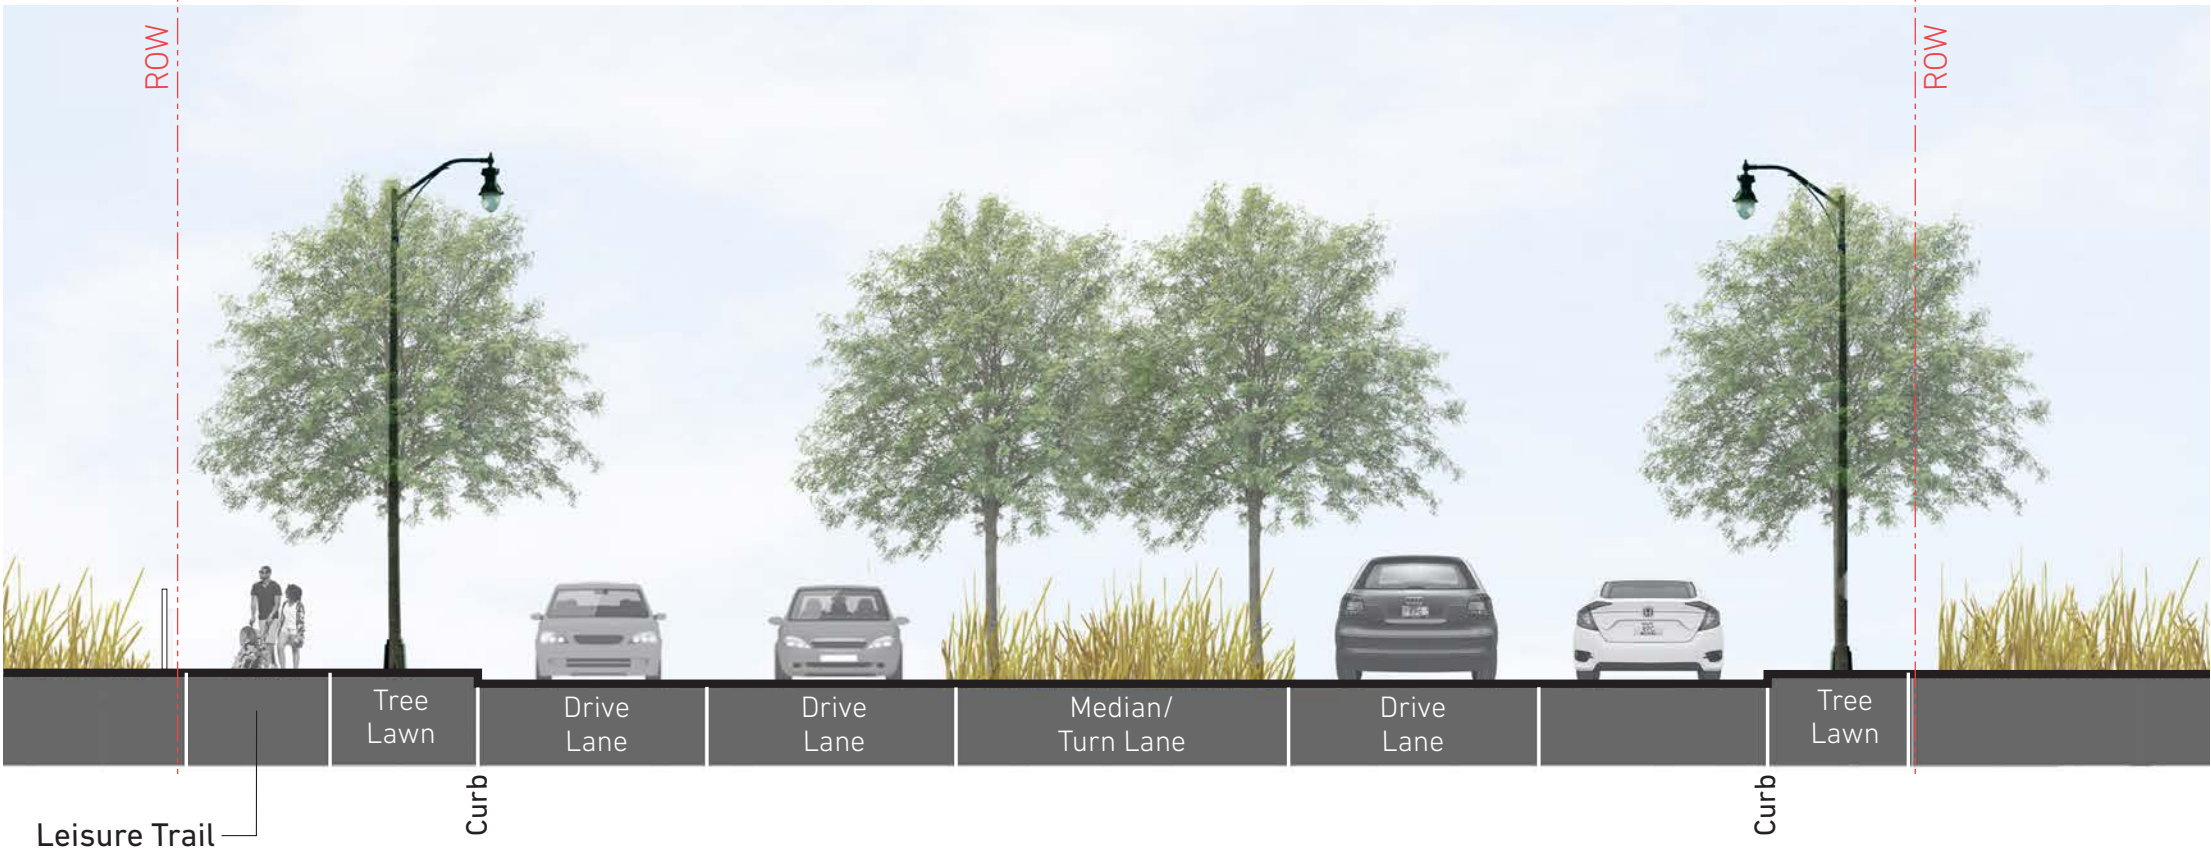 ROW
ROW
Tree
Lawn
Drive
Lane
Drive
Lane
Median/
Turn Lane
Drive
Lane
Tree
Lawn
Curb
Curb
Leisure Trail